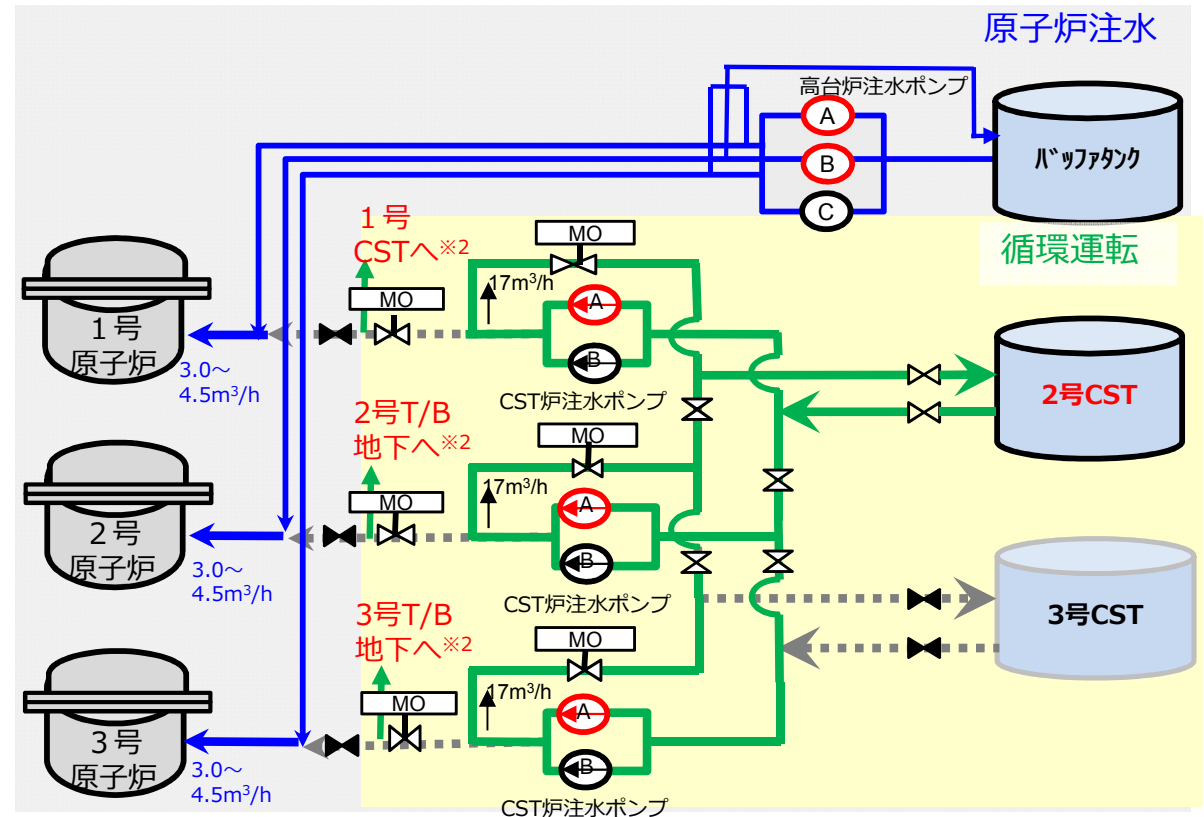 原子炉注水
高台炉注水ポンプ
A
B
C
ﾊﾞｯﾌｧﾀﾝｸ
循環運転
1号
CSTへ※2
MO
MO
17m³/h
A
B
CST炉注水ポンプ
1号
原子炉
3.0～
4.5m³/h
2号CST
2号T/B
地下へ※2
MO
MO
17m³/h
A
B
CST炉注水ポンプ
2号
原子炉
3.0～
4.5m³/h
3号CST
3号T/B
地下へ※2
MO
MO
17m³/h
A
B
CST炉注水ポンプ
3号
原子炉
3.0～
4.5m³/h